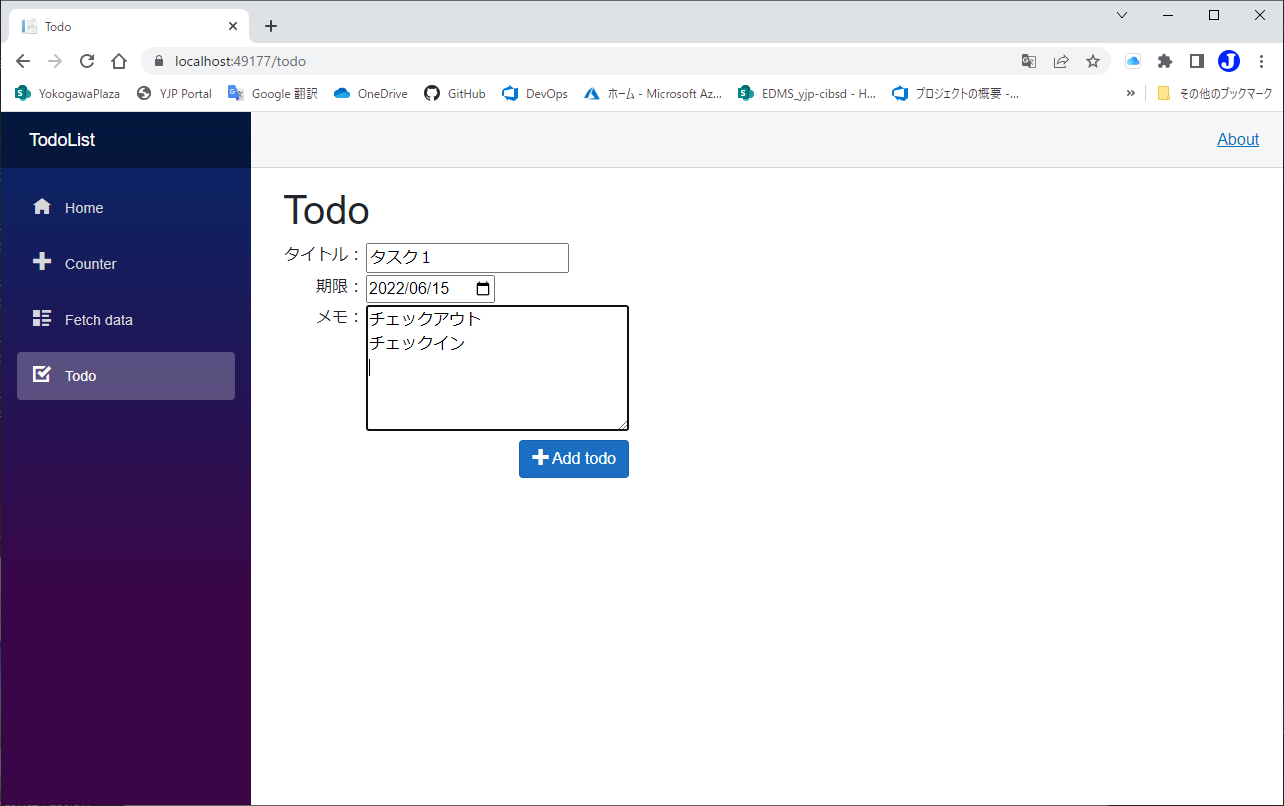 Todo
localhost:49177/todo
YokogawaPlaza YJP Portal Google 翻訳 OneDrive GitHub DevOps ホーム - Microsoft Az... EDMS_yjp-cibsd - H... プロジェクトの概要 -... » その他のブックマーク
TodoList
About
Home
Counter
Fetch data
Todo
Todo
タイトル： タスク１
期限： 2022/06/15
メモ： チェックアウト
チェックイン
Add todo